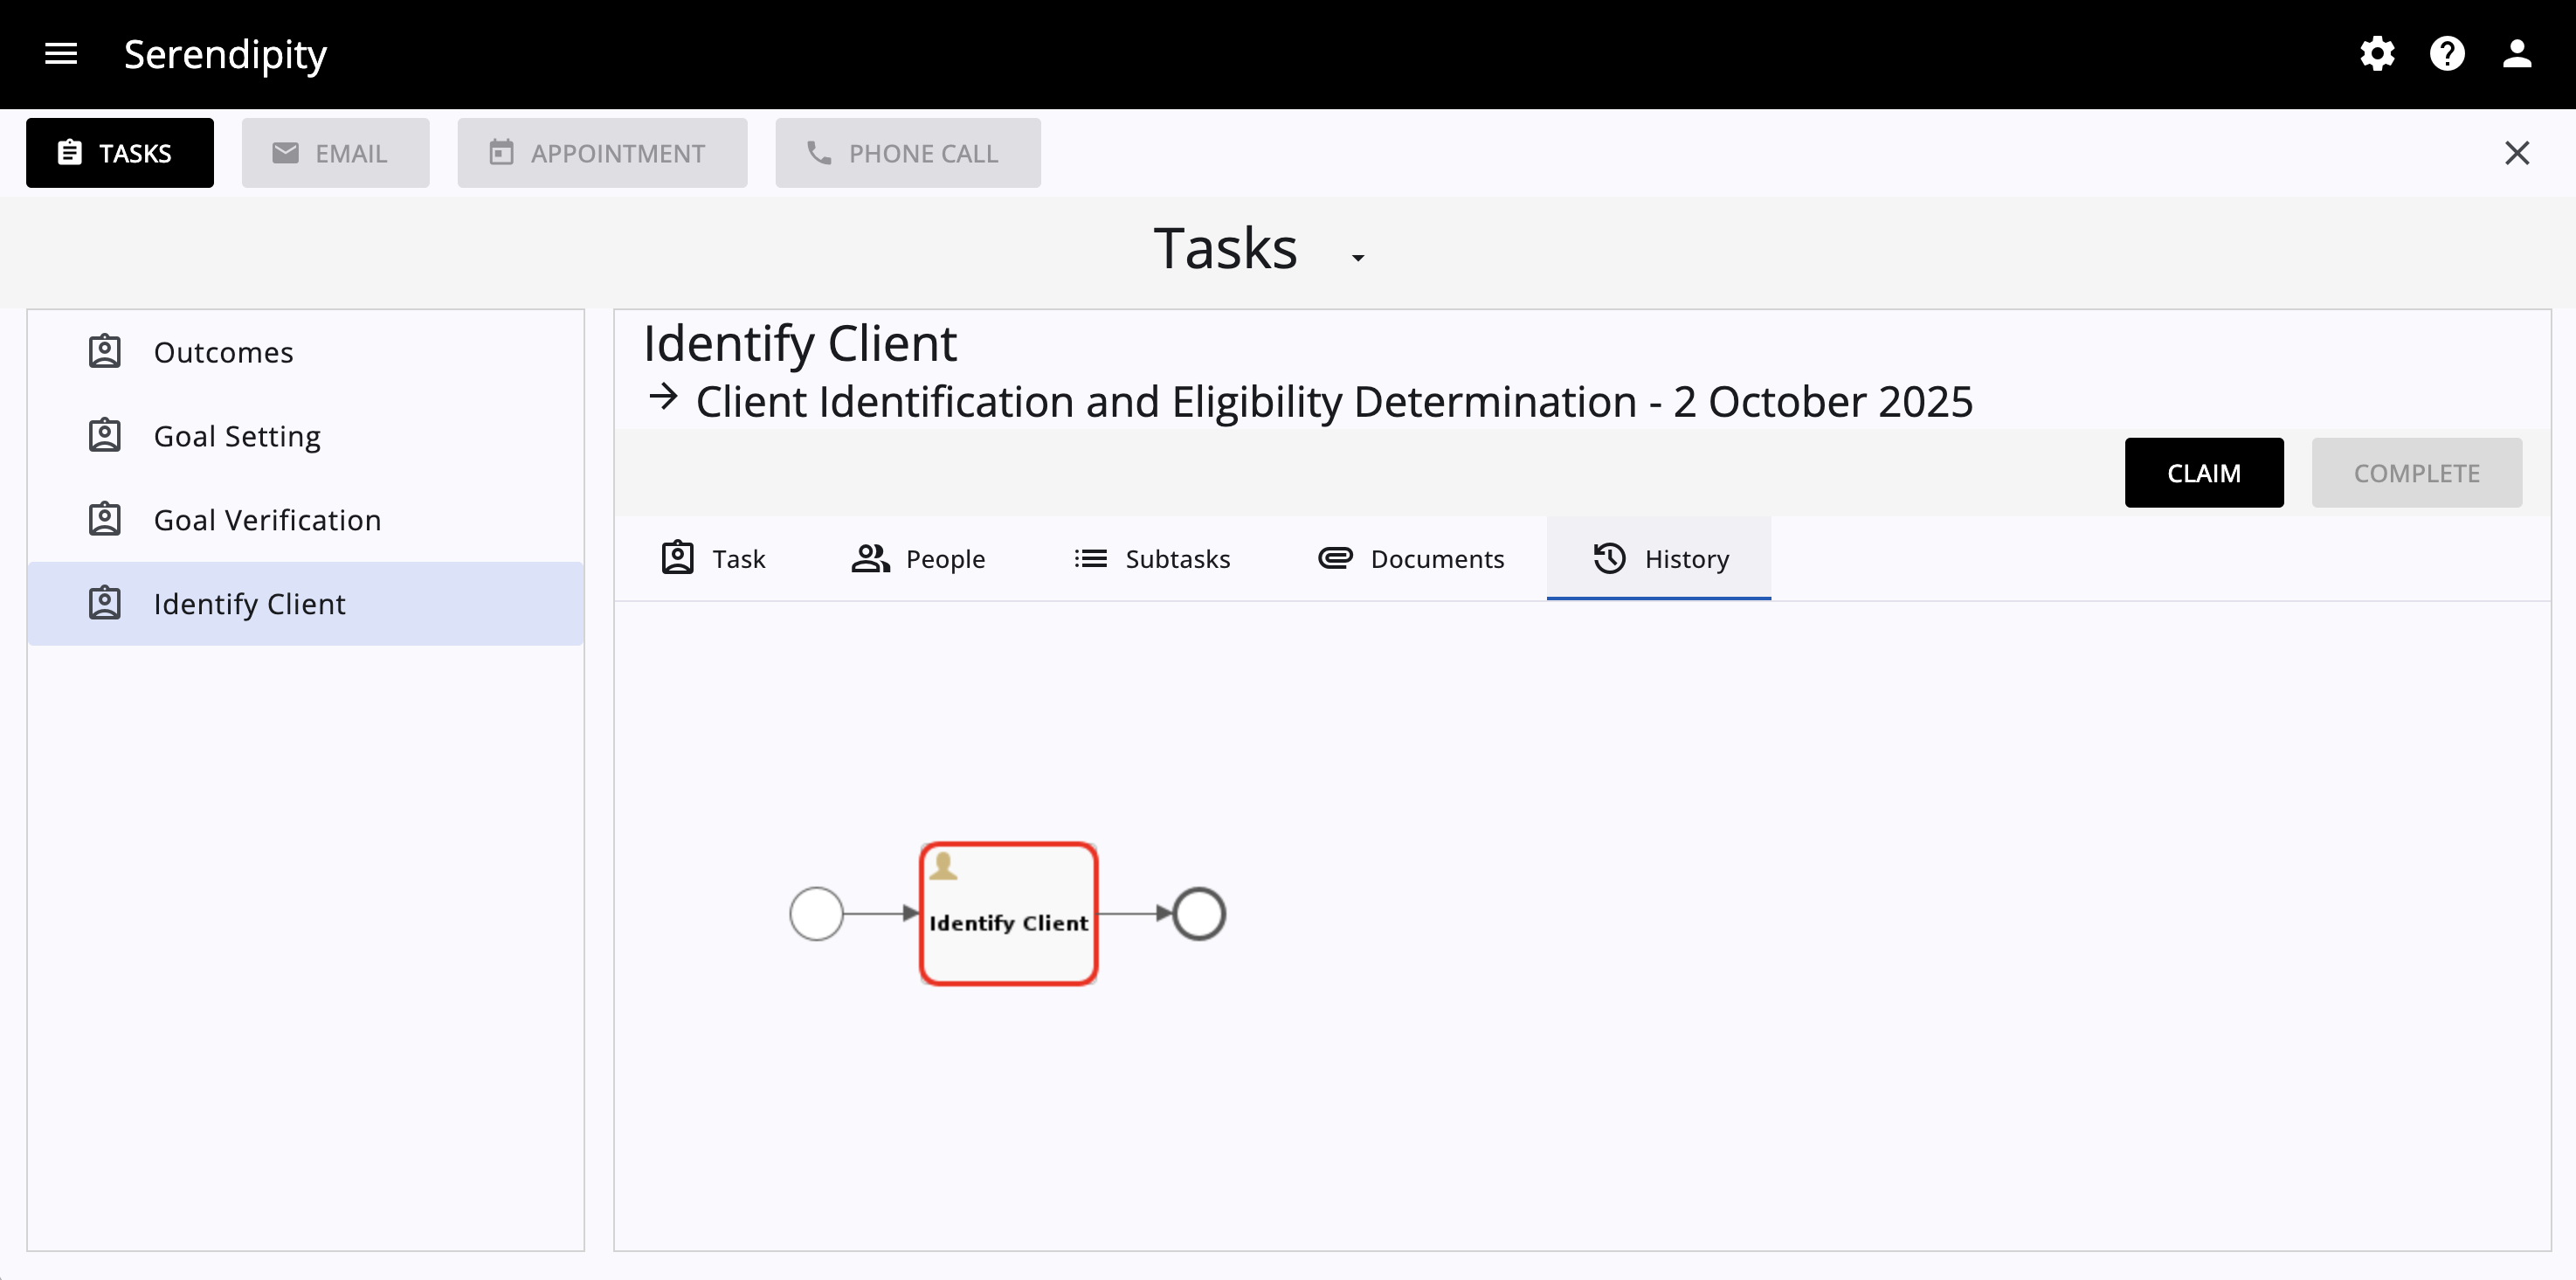 Serendipity
TASKS
EMAIL
APPOINTMENT
PHONE CALL
Tasks
Outcomes
Goal Setting
Goal Verification
Identify Client
Identify Client
→ Client Identification and Eligibility Determination - 2 October 2025
CLAIM
COMPLETE
Task
People
Subtasks
Documents
History
Identify Client